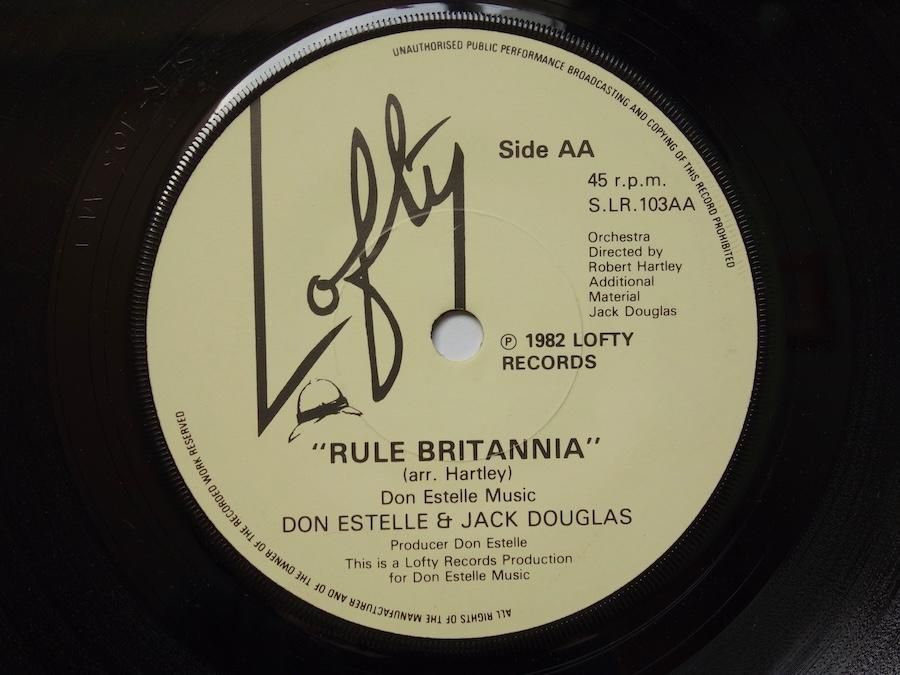 UNAUTHORISED PUBLIC PERFORMANCE BROADCASTING AND COPYING OF THIS RECORD PROHIBITED
Lofty
Side AA
45 r.p.m.
S.LR.103AA
Orchestra
Directed by
Robert Hartley
Additional
Material
Jack Douglas
℗ 1982 LOFTY
RECORDS
"RULE BRITANNIA"
(arr. Hartley)
Don Estelle Music
DON ESTELLE & JACK DOUGLAS
Producer Don Estelle
This is a Lofty Records Production
for Don Estelle Music
ALL RIGHTS OF THE MANUFACTURER AND OF THE OWNER OF THE RECORDED WORK RESERVED